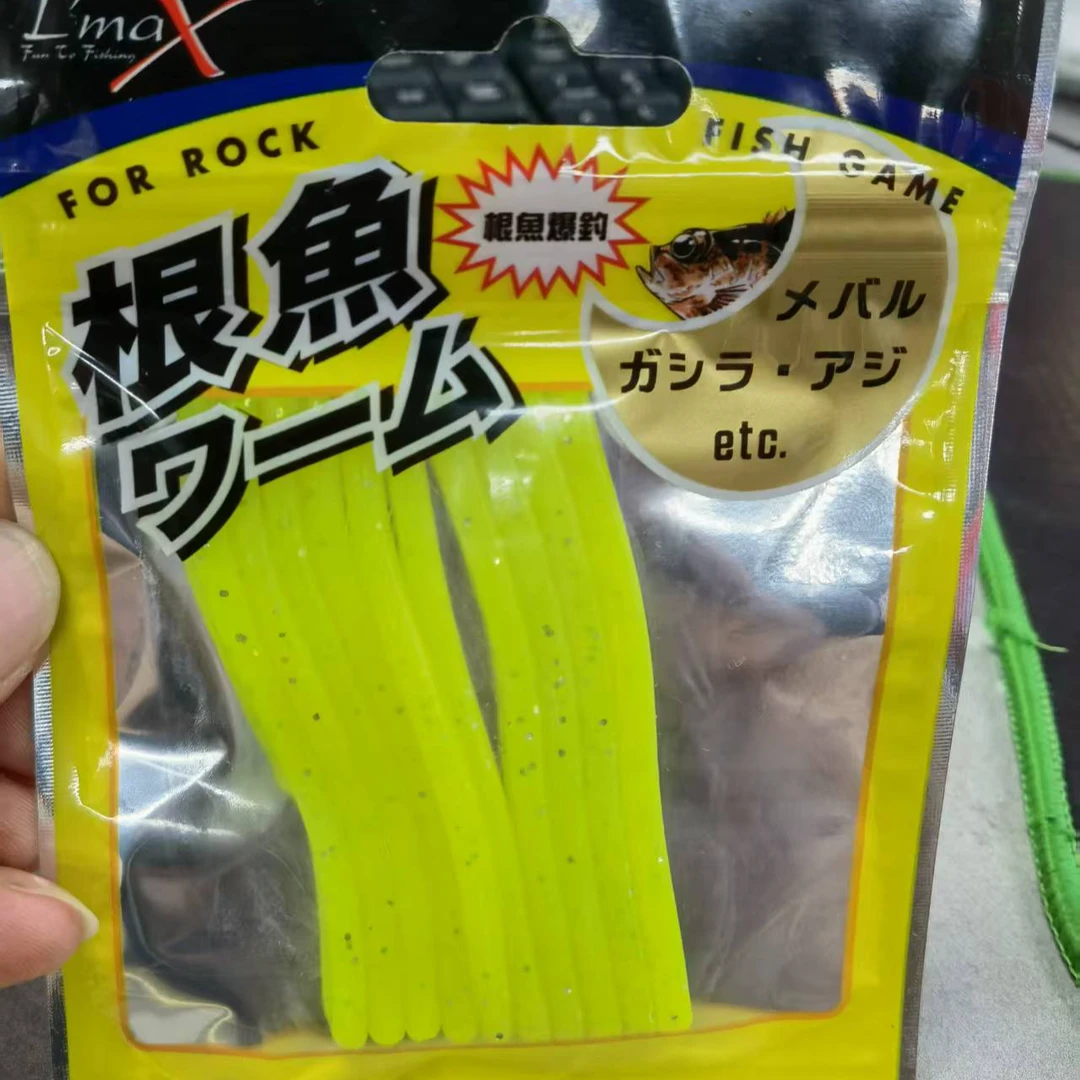 L'maX
Fun To Fishing
FOR ROCK FISH GAME
根魚
ワーム
根魚爆釣
メバル
ガシラ・アジ
etc.